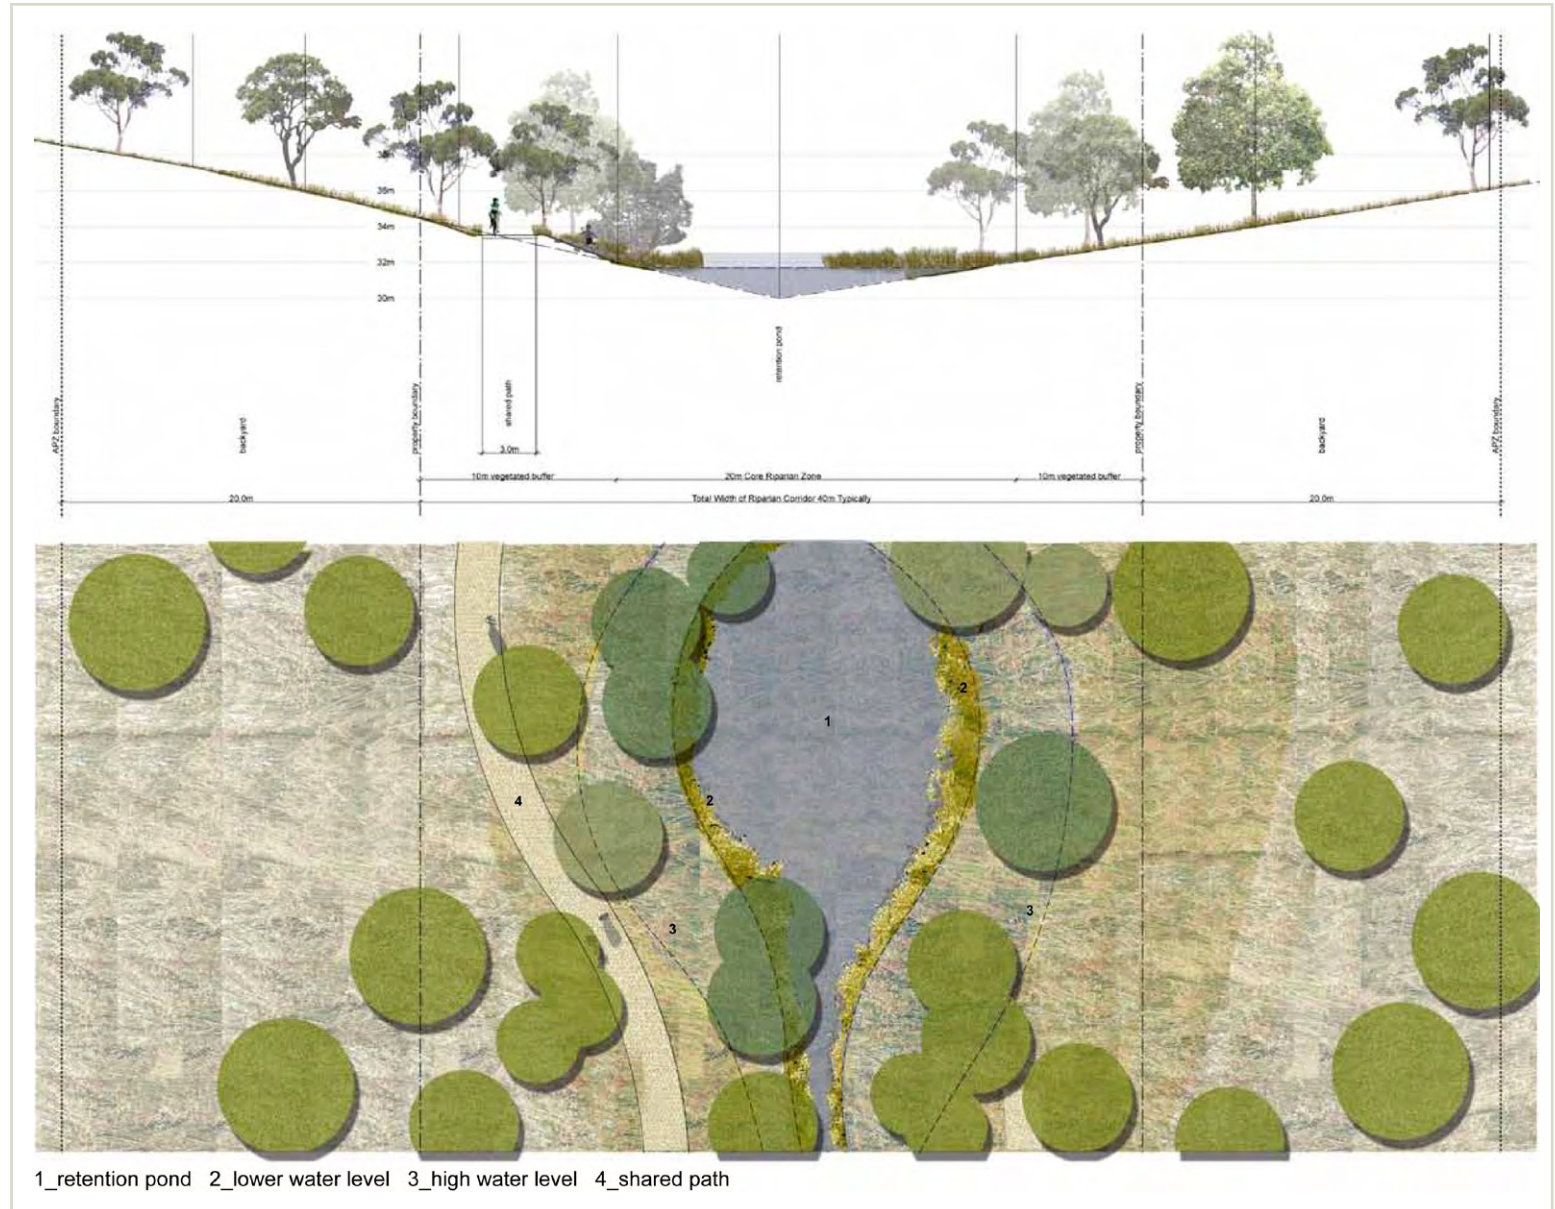 36m
34m
32m
30m
APZ boundary
backyard
property boundary
shared path
3.0m
retention pond
property boundary
backyard
APZ boundary
10m vegetated buffer
20m Core Riparian Zone
10m vegetated buffer
20.0m
Total Width of Riparian Corridor 40m Typically
20.0m
2
1
4
2
3
3
1_retention pond 2_lower water level 3_high water level 4_shared path